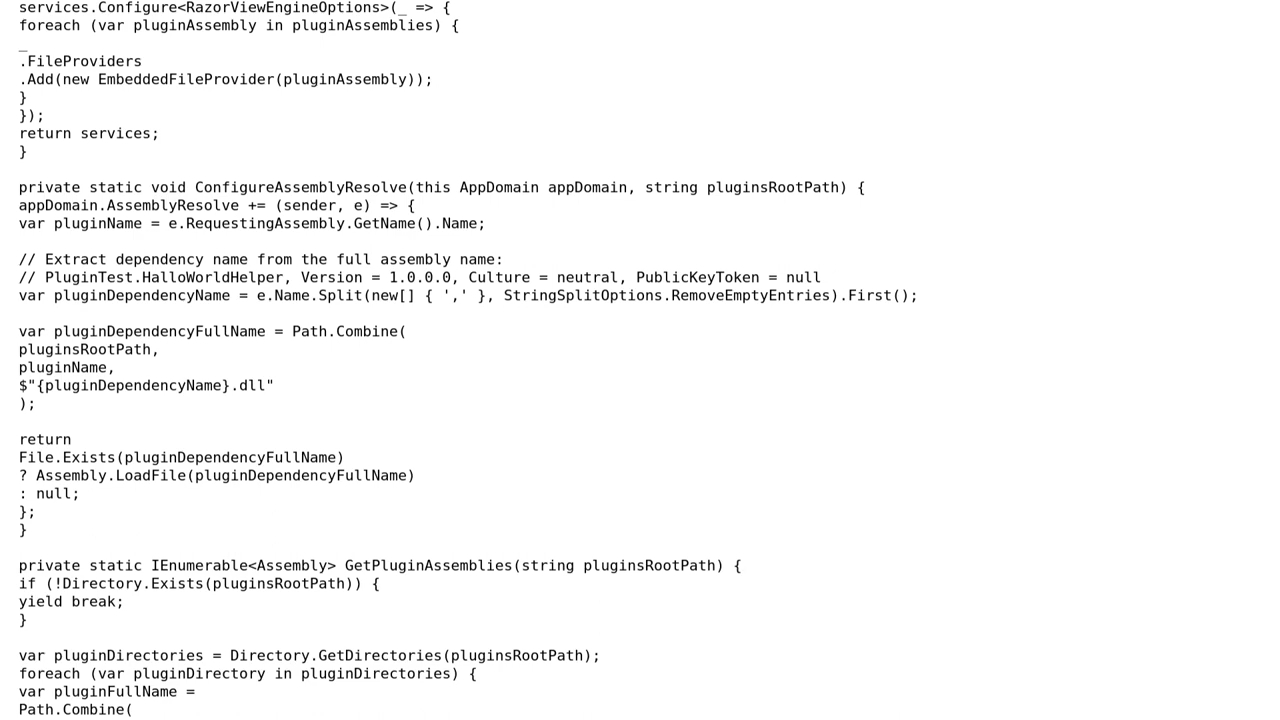 services.Configure<RazorViewEngineOptions>(_ => {
foreach (var pluginAssembly in pluginAssemblies) {
_
.FileProviders
.Add(new EmbeddedFileProvider(pluginAssembly));
}
});
return services;
}
private static void ConfigureAssemblyResolve(this AppDomain appDomain, string pluginsRootPath) {
appDomain.AssemblyResolve += (sender, e) => {
var pluginName = e.RequestingAssembly.GetName().Name;
// Extract dependency name from the full assembly name:
// PluginTest.HalloWorldHelper, Version = 1.0.0.0, Culture = neutral, PublicKeyToken = null
var pluginDependencyName = e.Name.Split(new[] { ',' }, StringSplitOptions.RemoveEmptyEntries).First();
var pluginDependencyFullName = Path.Combine(
pluginsRootPath,
pluginName,
$"{pluginDependencyName}.dll"
);
return
File.Exists(pluginDependencyFullName)
? Assembly.LoadFile(pluginDependencyFullName)
: null;
};
}
private static IEnumerable<Assembly> GetPluginAssemblies(string pluginsRootPath) {
if (!Directory.Exists(pluginsRootPath)) {
yield break;
}
var pluginDirectories = Directory.GetDirectories(pluginsRootPath);
foreach (var pluginDirectory in pluginDirectories) {
var pluginFullName =
Path.Combine(